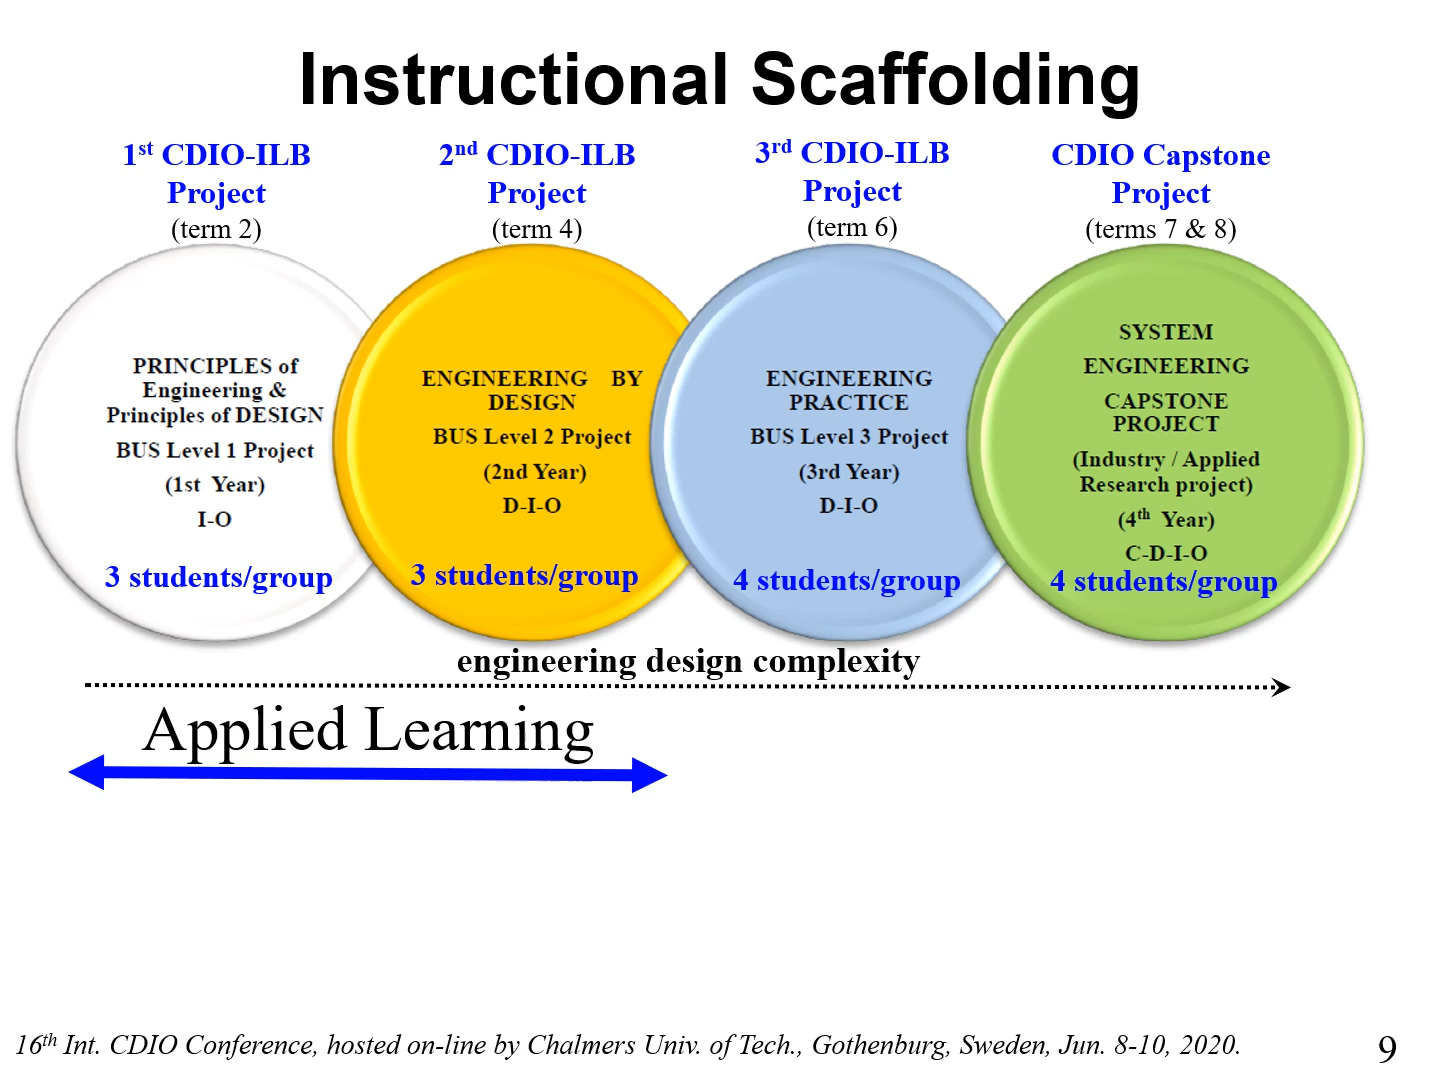 Instructional Scaffolding
1st CDIO-ILB
Project
(term 2)
2nd CDIO-ILB
Project
(term 4)
3rd CDIO-ILB
Project
(term 6)
CDIO Capstone
Project
(terms 7 & 8)
PRINCIPLES of
Engineering &
Principles of DESIGN
BUS Level 1 Project
(1st Year)
I-O
3 students/group
ENGINEERING BY
DESIGN
BUS Level 2 Project
(2nd Year)
D-I-O
3 students/group
ENGINEERING
PRACTICE
BUS Level 3 Project
(3rd Year)
D-I-O
4 students/group
SYSTEM
ENGINEERING
CAPSTONE
PROJECT
(Industry / Applied
Research project)
(4th Year)
C-D-I-O
4 students/group
engineering design complexity
Applied Learning
16th Int. CDIO Conference, hosted on-line by Chalmers Univ. of Tech., Gothenburg, Sweden, Jun. 8-10, 2020.
9